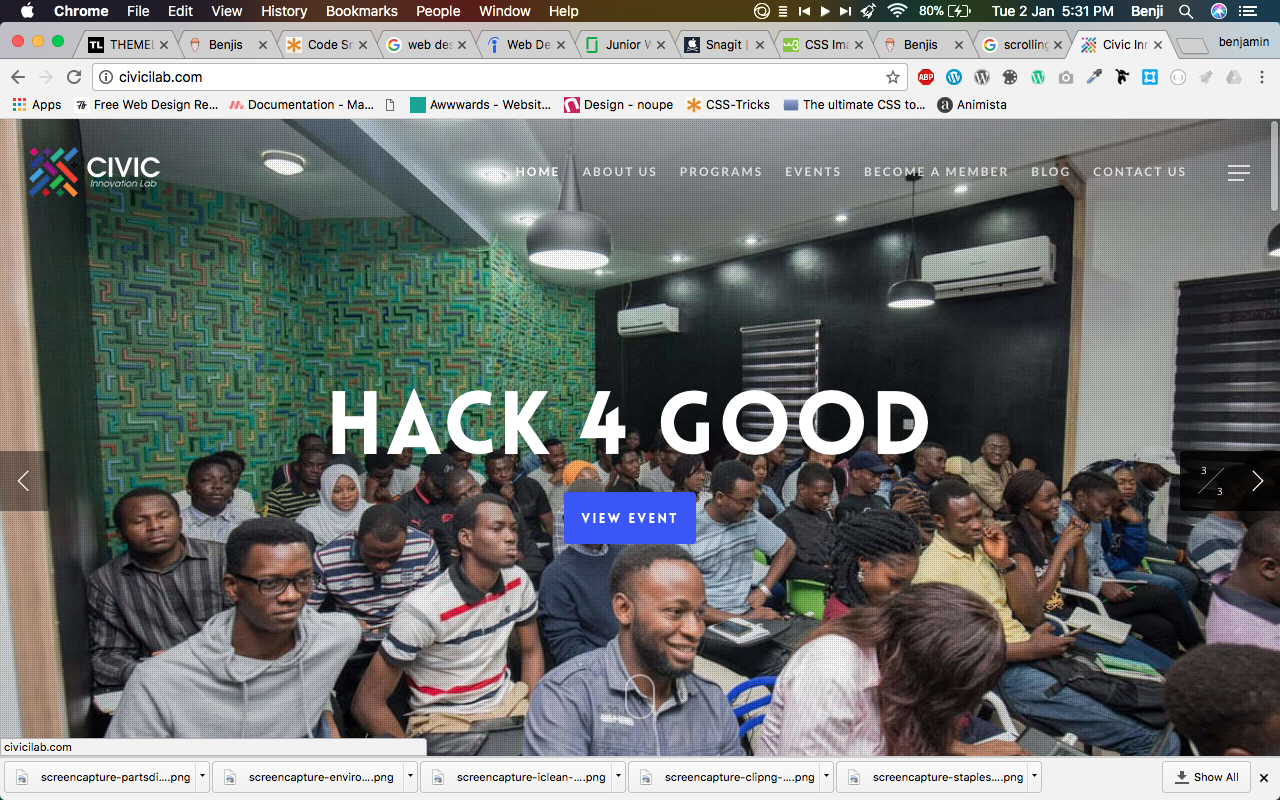 Chrome File Edit View History Bookmarks People Window Help 80% Tue 2 Jan 5:31 PM Benji
TL THEMEL Benjis Code Sn web des Web De Junior W Snagit | CSS Ima Benjis scrolling Civic Inn benjamin
civicilab.com ABP
Apps Free Web Design Re... Documentation - Ma... Awwwards - Websit... Design - noupe CSS-Tricks The ultimate CSS to... a Animista
CIVIC
Innovation Lab
HOME ABOUT US PROGRAMS EVENTS BECOME A MEMBER BLOG CONTACT US
HACK 4 GOOD
3
3
VIEW EVENT
civicilab.com
screencapture-partsdi....png screencapture-enviro....png screencapture-iclean-....png screencapture-clipng-....png screencapture-staples....png Show All